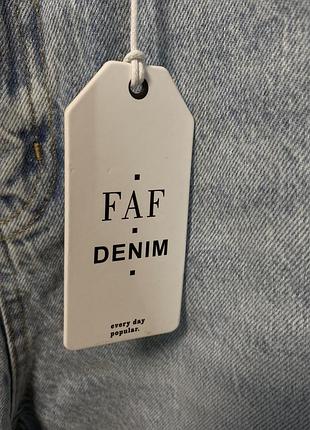 FAF
DENIM
every day
popular.